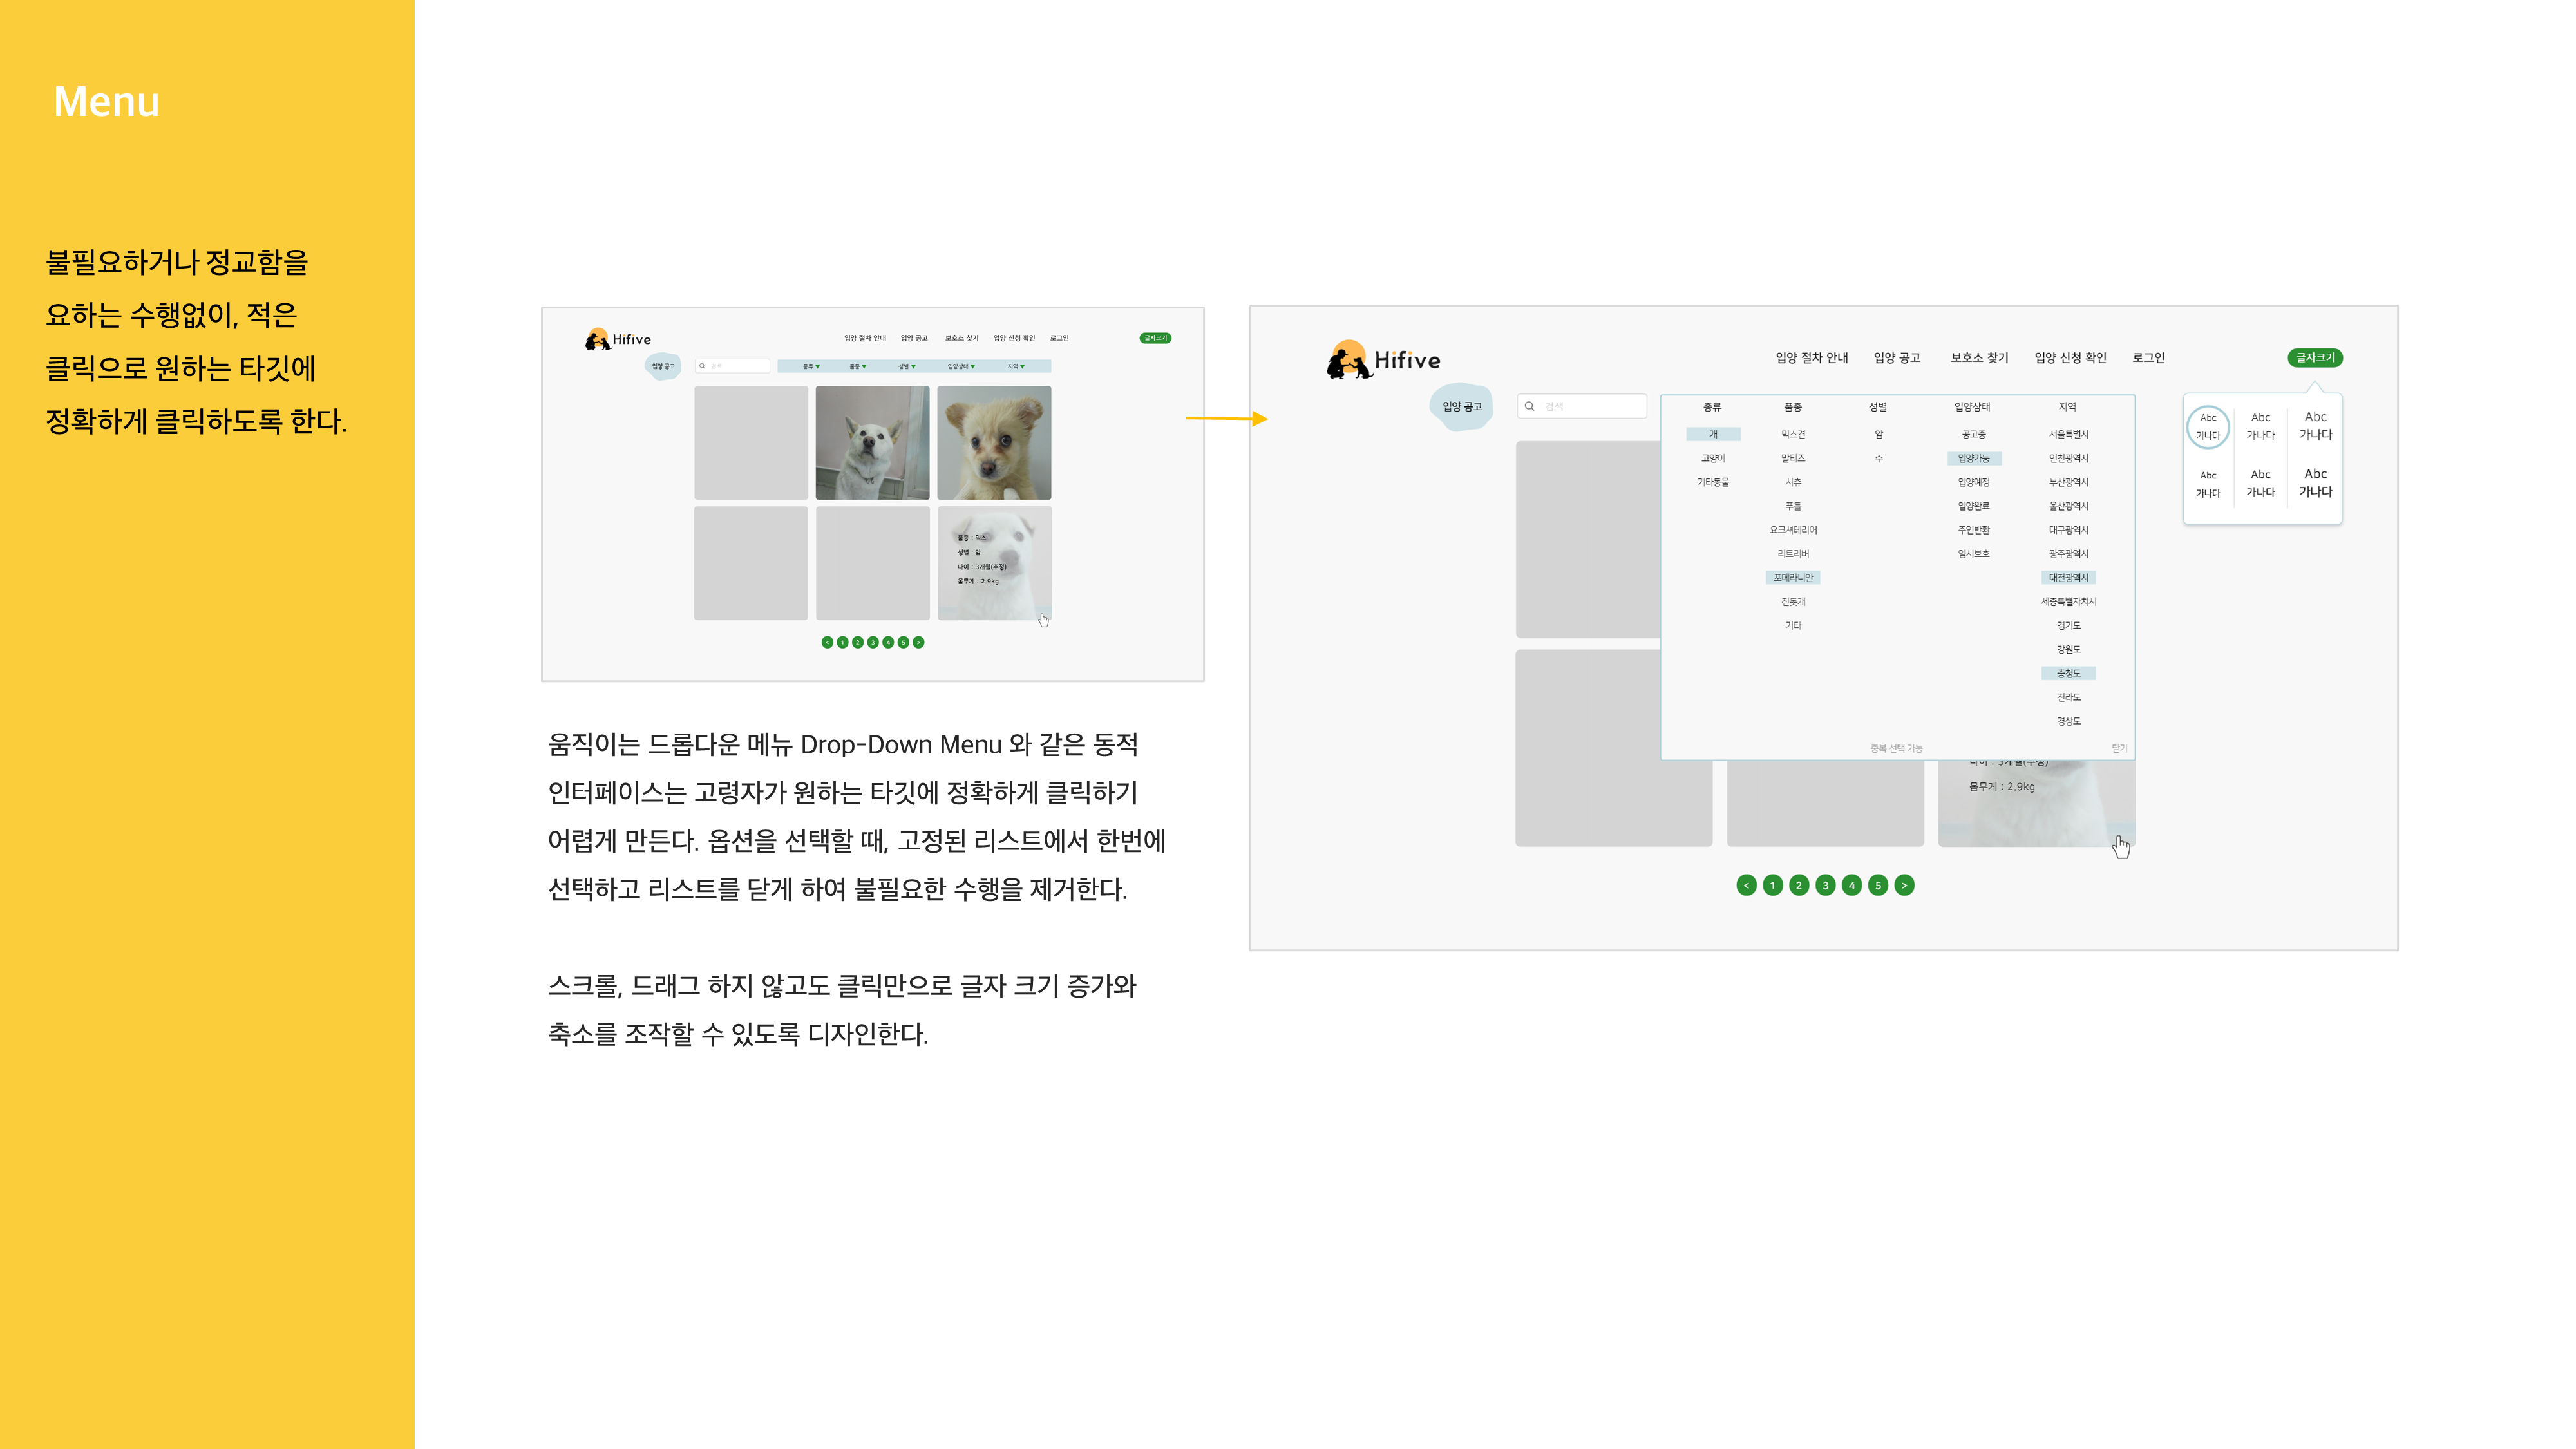 Menu
불필요하거나 정교함을
요하는 수행없이, 적은
클릭으로 원하는 타깃에
정확하게 클릭하도록 한다.
Hifive
입양 절차 안내 입양 공고 보호소 찾기 입양 신청 확인 로그인 글자크기
입양 공고 검색 종류 ▼ 품종 ▼ 성별 ▼ 입양상태 ▼ 지역 ▼
품종 : 믹스
성별 : 암
나이 : 3개월(추정)
몸무게 : 2.9kg
< 1 2 3 4 5 >
움직이는 드롭다운 메뉴 Drop-Down Menu 와 같은 동적
인터페이스는 고령자가 원하는 타깃에 정확하게 클릭하기
어렵게 만든다. 옵션을 선택할 때, 고정된 리스트에서 한번에
선택하고 리스트를 닫게 하여 불필요한 수행을 제거한다.
스크롤, 드래그 하지 않고도 클릭만으로 글자 크기 증가와
축소를 조작할 수 있도록 디자인한다.
Hifive
입양 절차 안내 입양 공고 보호소 찾기 입양 신청 확인 로그인 글자크기
입양 공고 검색
종류 품종 성별 입양상태 지역
개 믹스견 암 공고중 서울특별시
고양이 말티즈 수 입양가능 인천광역시
기타동물 시츄 입양예정 부산광역시
푸들 입양완료 울산광역시
요크셔테리어 주인반환 대구광역시
리트리버 임시보호 광주광역시
포메라니안 대전광역시
진돗개 세종특별자치시
기타 경기도
강원도
충청도
전라도
경상도
중복 선택 가능 닫기
Abc Abc Abc
가나다 가나다 가나다
Abc Abc Abc
가나다 가나다 가나다
나이 : 3개월(추정)
몸무게 : 2.9kg
< 1 2 3 4 5 >